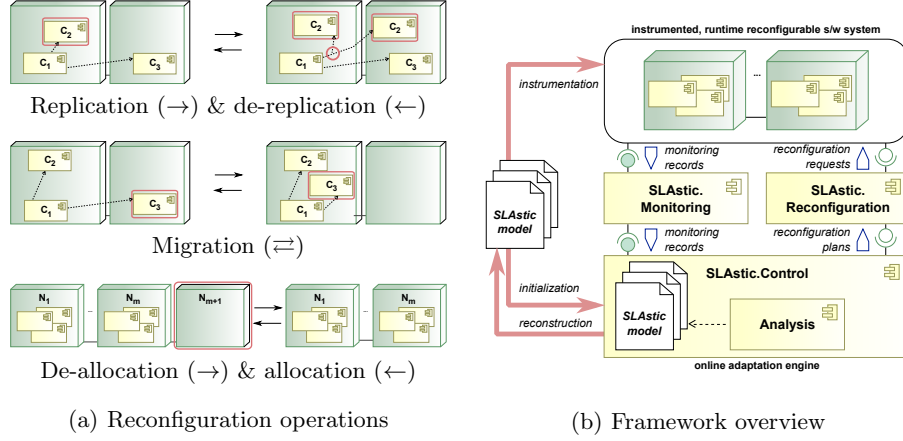 C2
C1
C3
C2
C2
C1
C3
Replication (→) & de-replication (←)
C2
C1
C3
C2
C3
C1
Migration (⇄)
N1
...
Nm
Nm+1
N1
...
Nm
De-allocation (→) & allocation (←)
(a) Reconfiguration operations
instrumented, runtime reconfigurable s/w system
...
instrumentation
monitoring
records
reconfiguration
requests
SLAstic
model
SLAstic.
Monitoring
SLAstic.
Reconfiguration
monitoring
records
reconfiguration
plans
SLAstic.Control
initialization
reconstruction
SLAstic
model
Analysis
online adaptation engine
(b) Framework overview